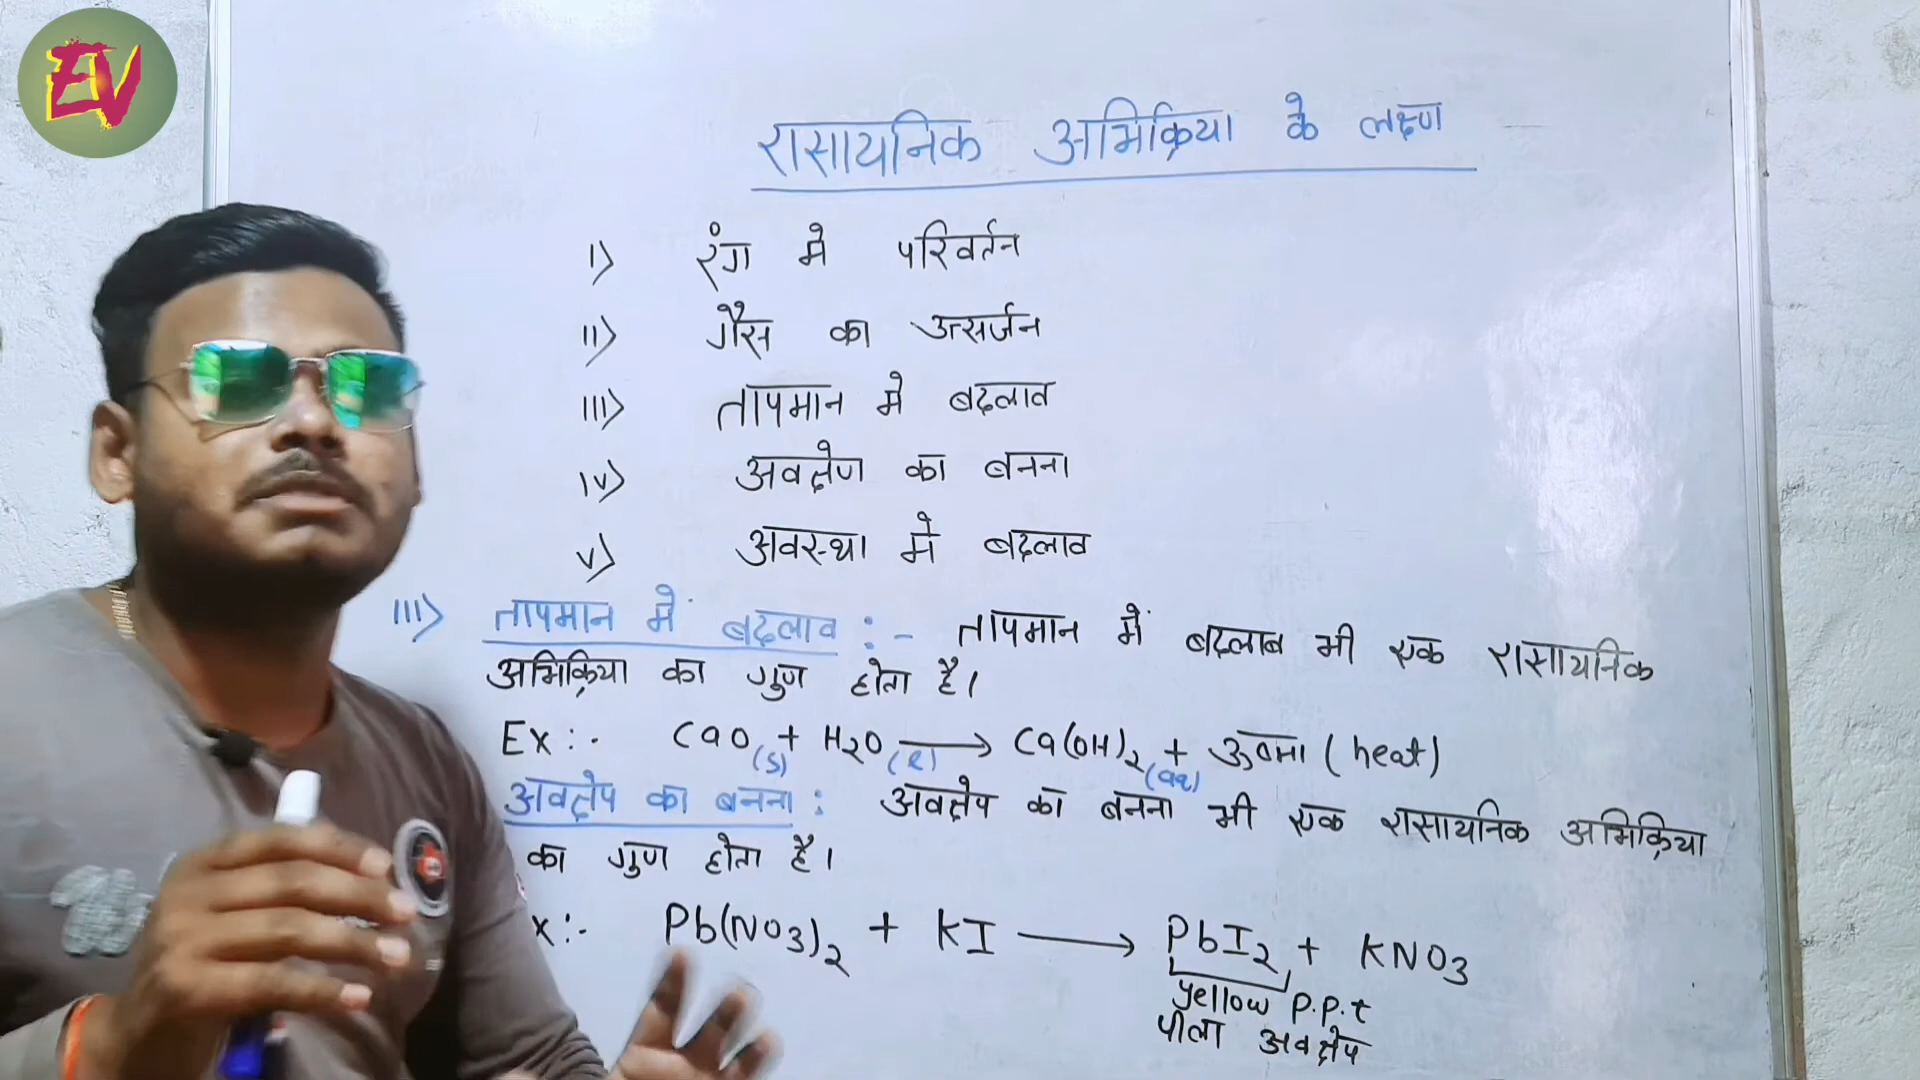 EV
रासायनिक अभिक्रिया के लक्षण
I) रंग मे परिवर्तन
II) गैस का उत्सर्जन
III) तापमान मे बदलाव
IV) अवक्षेण का बनना
V) अवस्था मे बदलाव
III) तापमान में बदलाव :- तापमान में बदलाब भी एक रासायनिक
अभिक्रिया का गुण होता है।
Ex:- CaO(s) + H2O(l) → Ca(OH)2(aq) + ऊष्मा (heat)
अवक्षेप का बनना : अवक्षेप का बनना भी एक रासायनिक अभिक्रिया
का गुण होता है।
x:- Pb(NO3)2 + KI → PbI2 + KNO3
yellow p.p.t
पीला अवक्षेप